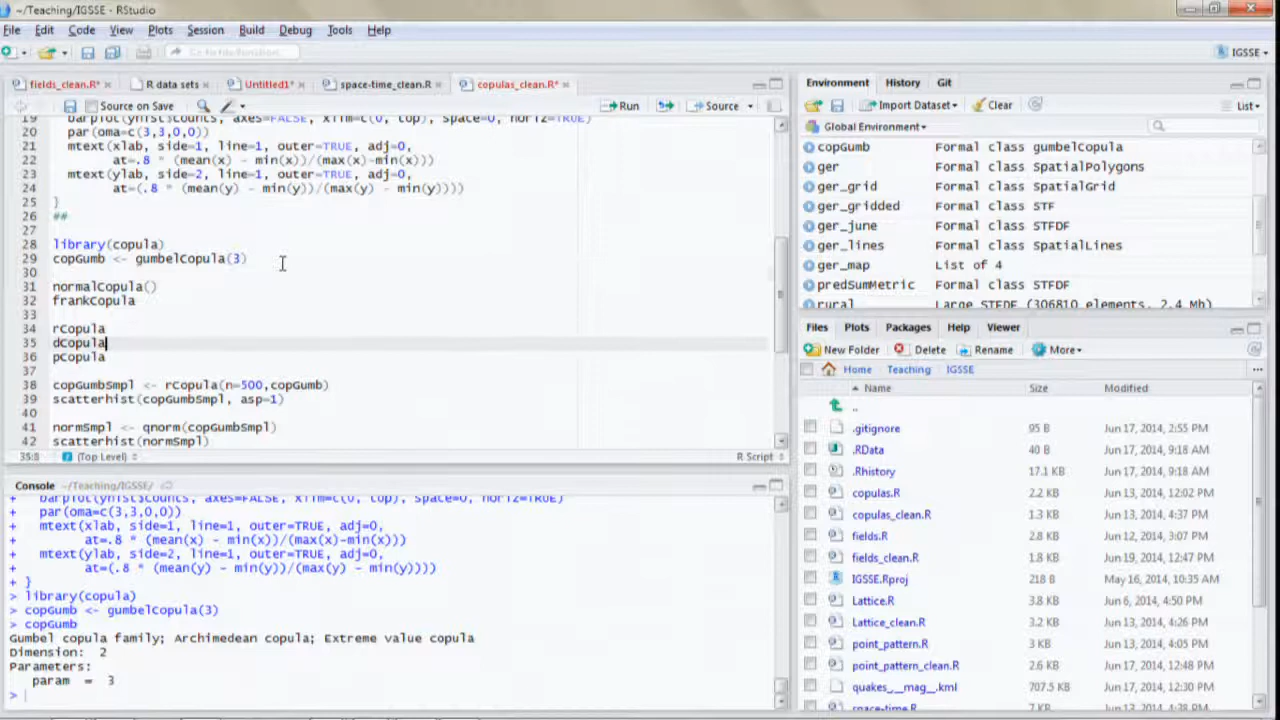 ~/Teaching/IGSSE - RStudio
File Edit Code View Plots Session Build Debug Tools Help
Go to file/function
IGSSE
fields_clean.R* R data sets Untitled1* space-time_clean.R copulas_clean.R*
Source on Save Run Source
19 barplot(yhist$counts, axes=FALSE, xlim=c(0, top), space=0, horiz=TRUE)
20 par(oma=c(3,3,0,0))
21 mtext(xlab, side=1, line=1, outer=TRUE, adj=0,
22 at=.8 * (mean(x) - min(x))/(max(x)-min(x)))
23 mtext(ylab, side=2, line=1, outer=TRUE, adj=0,
24 at=(.8 * (mean(y) - min(y))/(max(y) - min(y))))
25 }
26 ##
27
28 library(copula)
29 copGumb <- gumbelCopula(3)
30
31 normalCopula()
32 frankCopula
33
34 rCopula
35 dCopula
36 pCopula
37
38 copGumbSmpl <- rCopula(n=500,copGumb)
39 scatterhist(copGumbSmpl, asp=1)
40
41 normSmpl <- qnorm(copGumbSmpl)
42 scatterhist(normSmpl)
35:8 (Top Level) R Script
Console ~/Teaching/IGSSE/
+ barplot(yhist$counts, axes=FALSE, xlim=c(0, top), space=0, horiz=TRUE)
+ par(oma=c(3,3,0,0))
+ mtext(xlab, side=1, line=1, outer=TRUE, adj=0,
+ at=.8 * (mean(x) - min(x))/(max(x)-min(x)))
+ mtext(ylab, side=2, line=1, outer=TRUE, adj=0,
+ at=(.8 * (mean(y) - min(y))/(max(y) - min(y))))
+ }
> library(copula)
> copGumb <- gumbelCopula(3)
> copGumb
Gumbel copula family; Archimedean copula; Extreme value copula
Dimension: 2
Parameters:
param = 3
>
Environment History Git
Import Dataset Clear List
Global Environment
copGumb Formal class gumbelCopula
ger Formal class SpatialPolygons
ger_grid Formal class SpatialGrid
ger_gridded Formal class STF
ger_june Formal class STFDF
ger_lines Formal class SpatialLines
ger_map List of 4
predSumMetric Formal class STFDF
rural Large STFDF (306810 elements, 2.4 Mb)
Files Plots Packages Help Viewer
New Folder Delete Rename More
Home Teaching IGSSE ...
Name Size Modified
..
.gitignore 95 B Jun 17, 2014, 2:55 PM
.RData 40 B Jun 17, 2014, 9:18 AM
.Rhistory 17.1 KB Jun 17, 2014, 9:18 AM
copulas.R 2.2 KB Jun 13, 2014, 12:02 PM
copulas_clean.R 1.3 KB Jun 13, 2014, 4:37 PM
fields.R 2.8 KB Jun 12, 2014, 3:07 PM
fields_clean.R 1.8 KB Jun 19, 2014, 12:47 PM
IGSSE.Rproj 218 B May 16, 2014, 10:35 AM
Lattice.R 3.8 KB Jun 6, 2014, 4:50 PM
Lattice_clean.R 3.2 KB Jun 13, 2014, 4:26 PM
point_pattern.R 3 KB Jun 13, 2014, 4:05 PM
point_pattern_clean.R 2.6 KB Jun 17, 2014, 12:48 PM
quakes_._mag__.kml 707.5 KB Jun 17, 2014, 12:30 PM
space-time.R 7 KB Jun 13, 2014, 4:38 PM